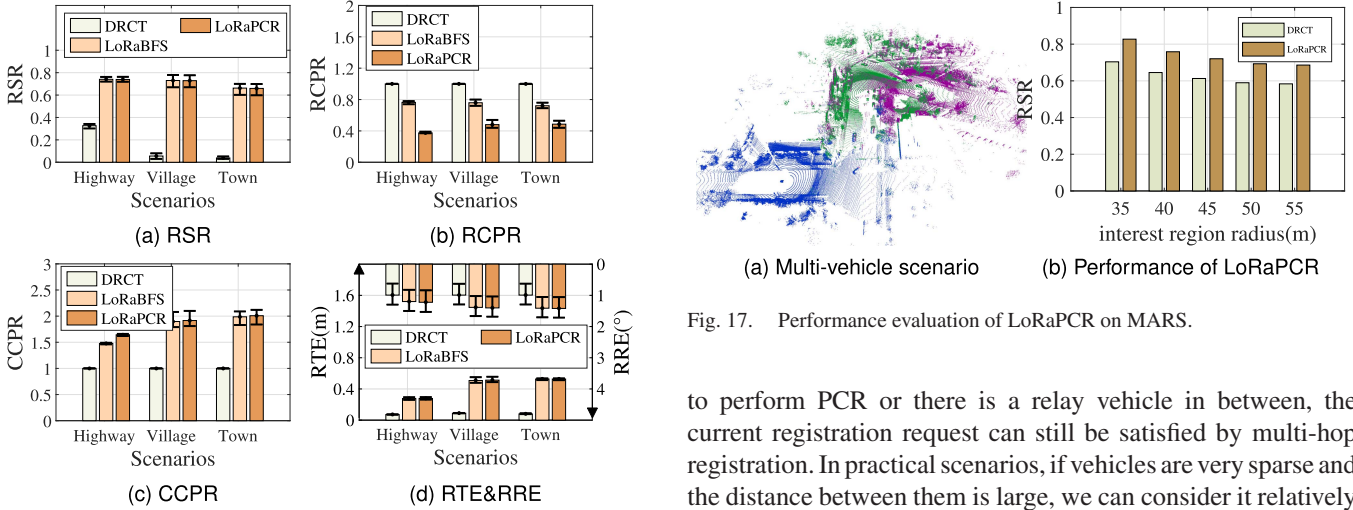 DRCT
LoRaPCR
LoRaBFS
1
0.8
0.6
0.4
0.2
0
RSR
Highway Village Town
Scenarios
(a) RSR
DRCT
LoRaBFS
LoRaPCR
2
1.6
1.2
0.8
0.4
0
RCPR
Highway Village Town
Scenarios
(b) RCPR
DRCT
LoRaBFS
LoRaPCR
3
2.5
2
1.5
1
0.5
0
CCPR
Highway Village Town
Scenarios
(c) CCPR
1.6
1.2
0.8
0.4
0
RTE(m)
DRCT
LoRaPCR
LoRaBFS
0
1
2
3
4
RRE(°)
Highway Village Town
Scenarios
(d) RTE&RRE
(a) Multi-vehicle scenario
1
0.8
0.6
0.4
0.2
0
RSR
DRCT
LoRaPCR
35 40 45 50 55
interest region radius(m)
(b) Performance of LoRaPCR
Fig. 17. Performance evaluation of LoRaPCR on MARS.
to perform PCR or there is a relay vehicle in between, the
current registration request can still be satisfied by multi-hop
registration. In practical scenarios, if vehicles are very sparse and
the distance between them is large, we can consider it relatively